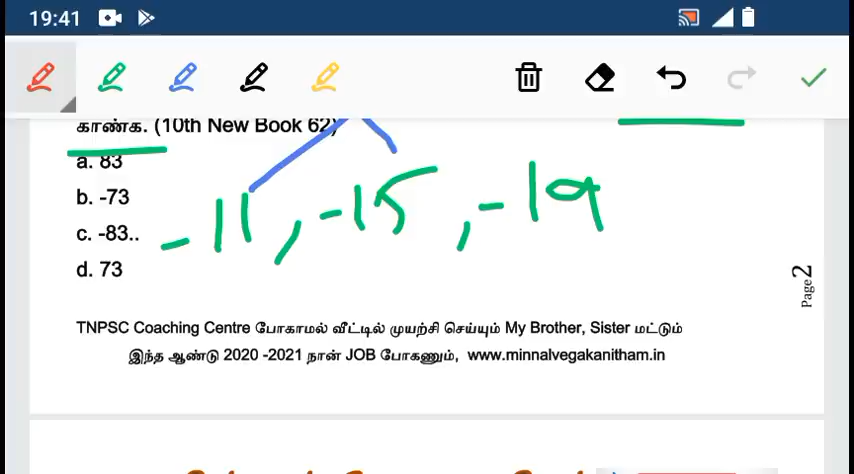 19:41
காண்க. (10th New Book 62)
a. 83
b. -73
c. -83..
d. 73
-11, -15, -19
Page 2
TNPSC Coaching Centre போகாமல் வீட்டில் முயற்சி செய்யும் My Brother, Sister மட்டும்
இந்த ஆண்டு 2020 -2021 நான் JOB போகணும், www.minnalvegakanitham.in